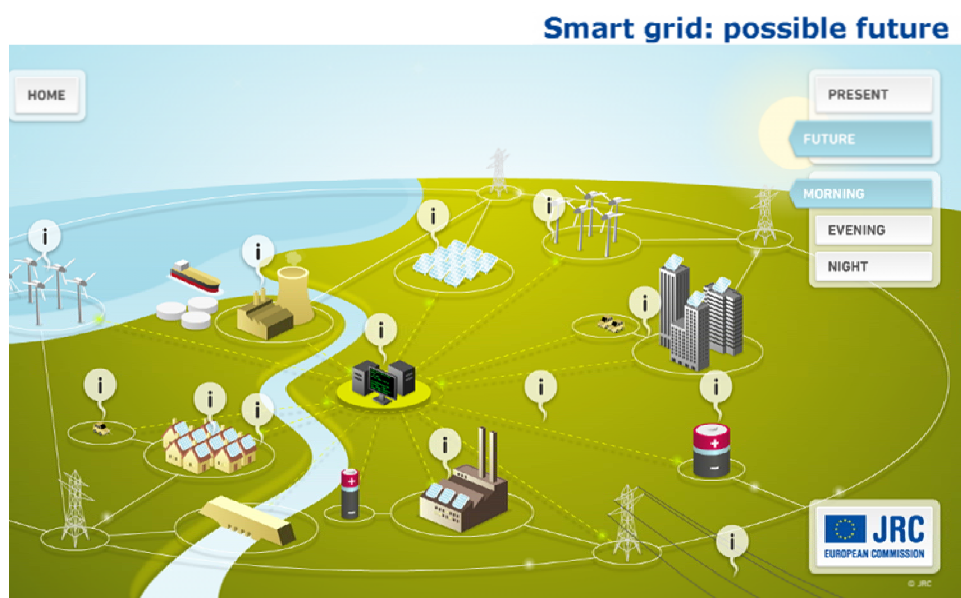 Smart grid: possible future
HOME
PRESENT
FUTURE
MORNING
EVENING
NIGHT
i
i
i
i
i
i
i
i
i
i
i
i
i
JRC
EUROPEAN COMMISSION
© JRC